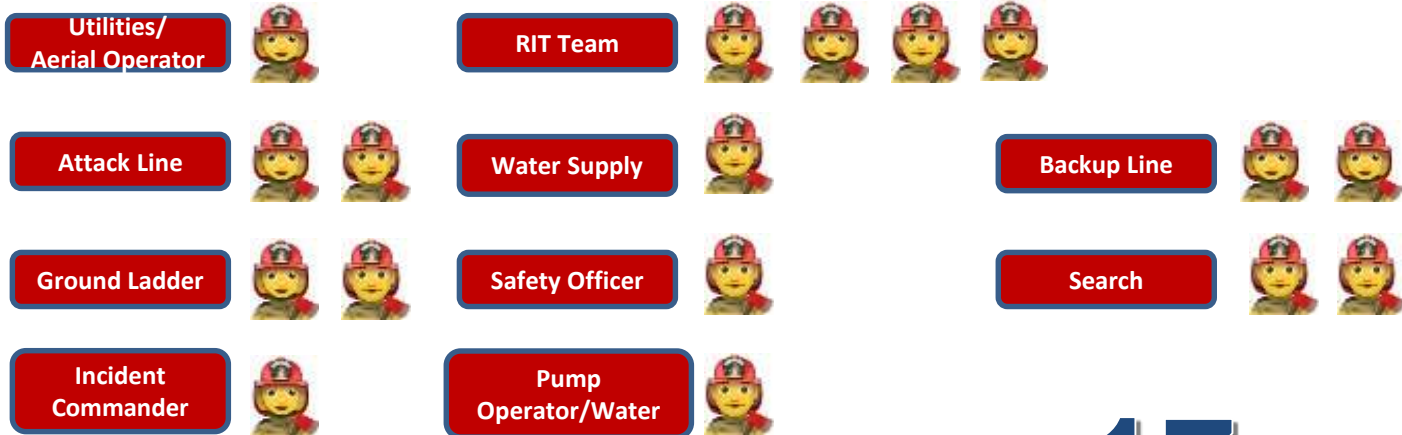 Utilities/
Aerial Operator
RIT Team
Attack Line
Water Supply
Backup Line
Ground Ladder
Safety Officer
Search
Incident
Commander
Pump
Operator/Water